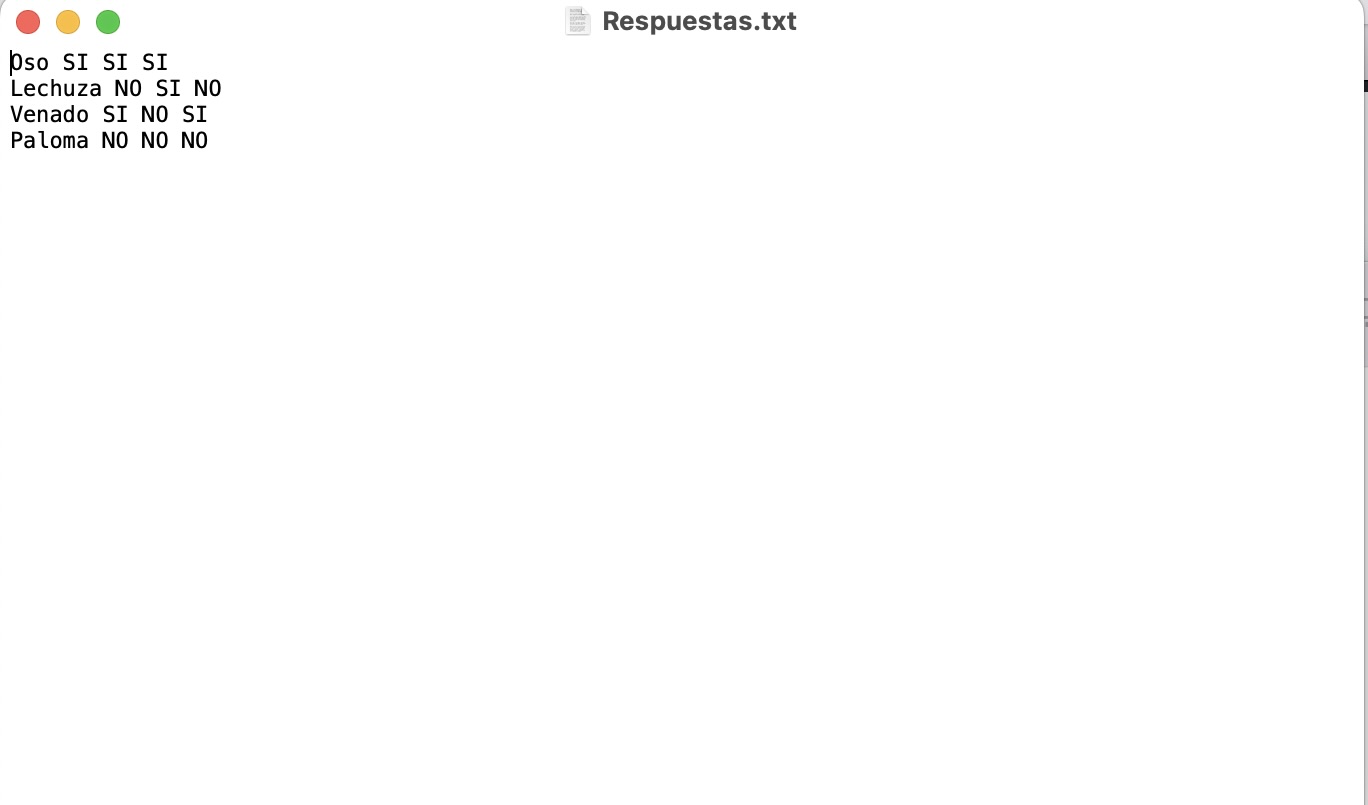 Respuestas.txt
Oso SI SI SI
Lechuza NO SI NO
Venado SI NO SI
Paloma NO NO NO